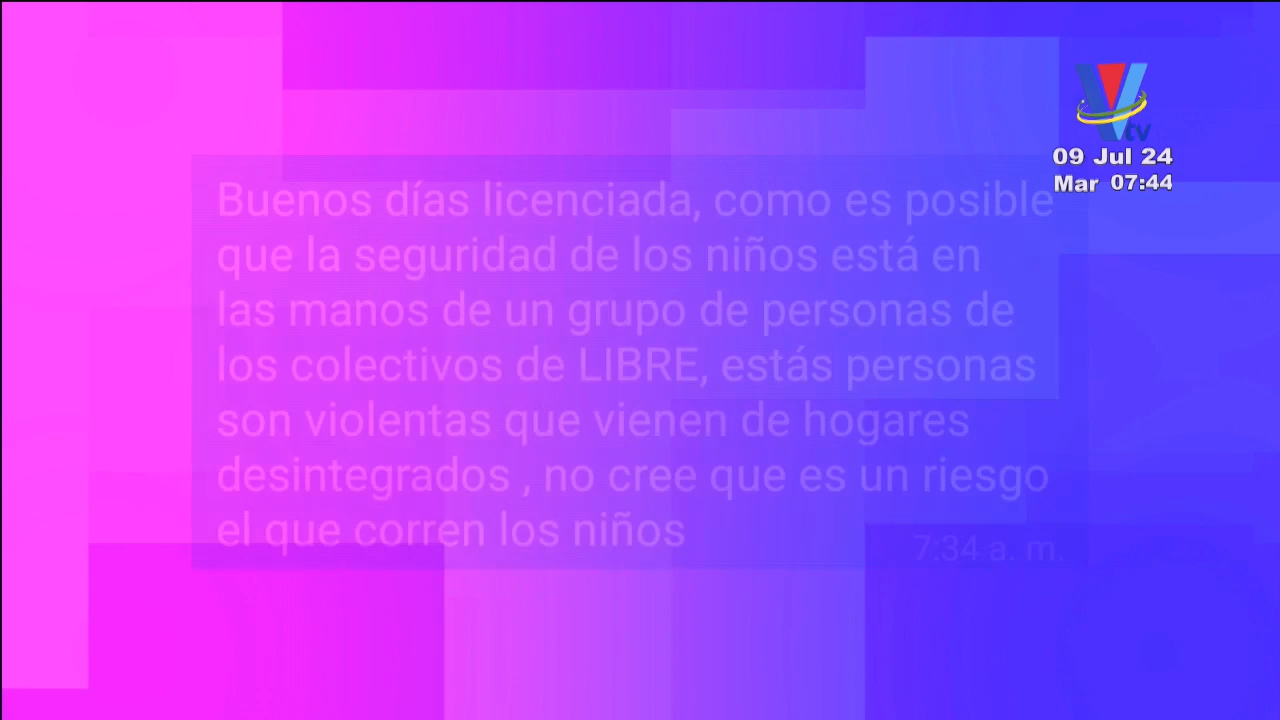 Vtv
09 Jul 24
Mar 07:44
Buenos días licenciada, como es posible
que la seguridad de los niños está en
las manos de un grupo de personas de
los colectivos de LIBRE, estás personas
son violentas que vienen de hogares
desintegrados , no cree que es un riesgo
el que corren los niños
7:34 a. m.